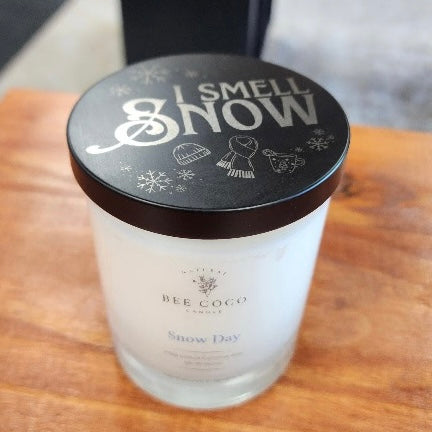 I SMELL
SNOW
NATURAL
BEE COCO
CANDLE
Snow Day